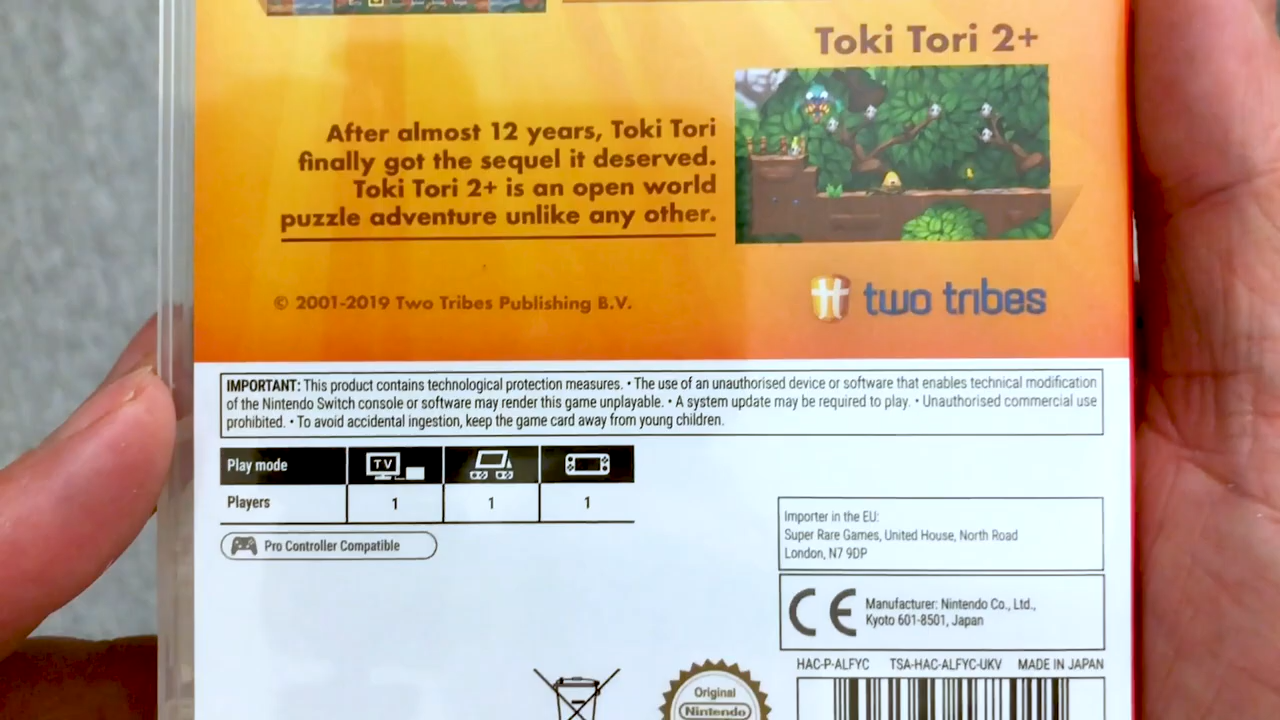 Toki Tori 2+
After almost 12 years, Toki Tori
finally got the sequel it deserved.
Toki Tori 2+ is an open world
puzzle adventure unlike any other.
© 2001-2019 Two Tribes Publishing B.V.
two tribes
IMPORTANT: This product contains technological protection measures. • The use of an unauthorised device or software that enables technical modification
of the Nintendo Switch console or software may render this game unplayable. • A system update may be required to play. • Unauthorised commercial use
prohibited. • To avoid accidental ingestion, keep the game card away from young children.
Play mode TV
Players 1 1 1
Pro Controller Compatible
Importer in the EU:
Super Rare Games, United House, North Road
London, N7 9DP
CE
Manufacturer: Nintendo Co., Ltd.,
Kyoto 601-8501, Japan
HAC-P-ALFYC TSA-HAC-ALFYC-UKV MADE IN JAPAN
Original
Nintendo